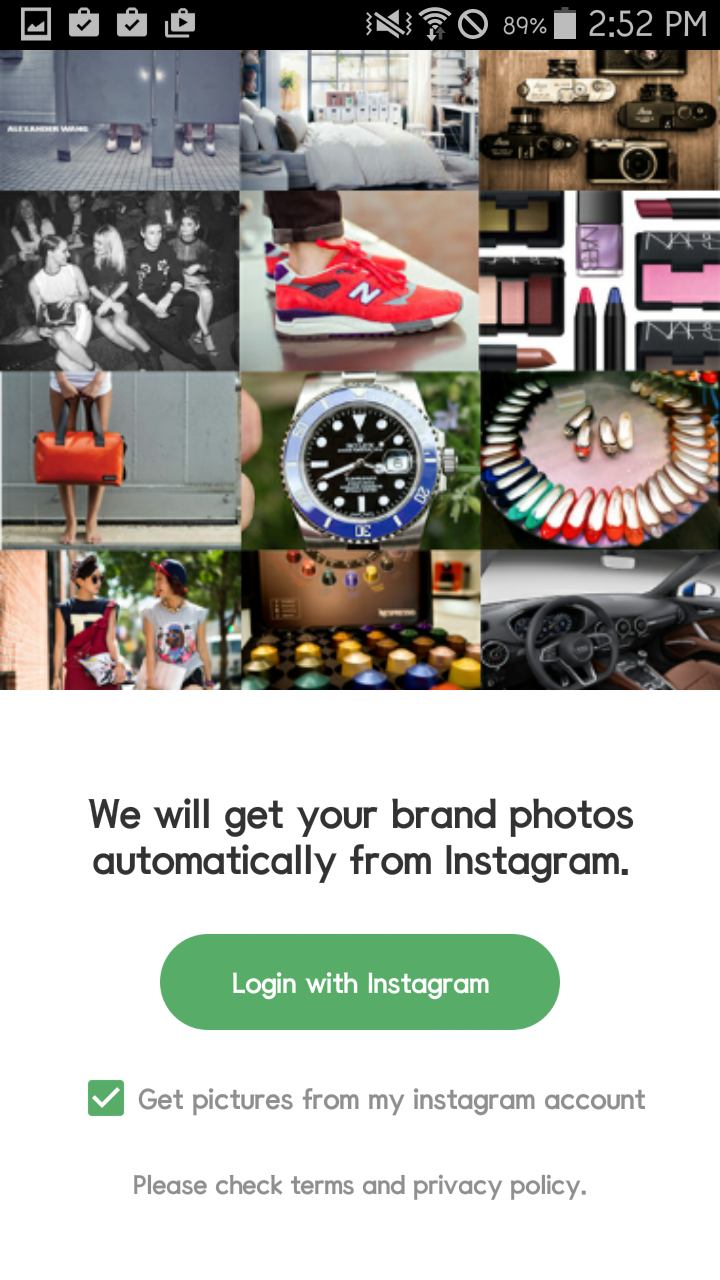 89% 2:52 PM
ALEXANDER WANG
N
NARS
NARS
NARS
We will get your brand photos
automatically from Instagram.
Login with Instagram
Get pictures from my instagram account
Please check terms and privacy policy.